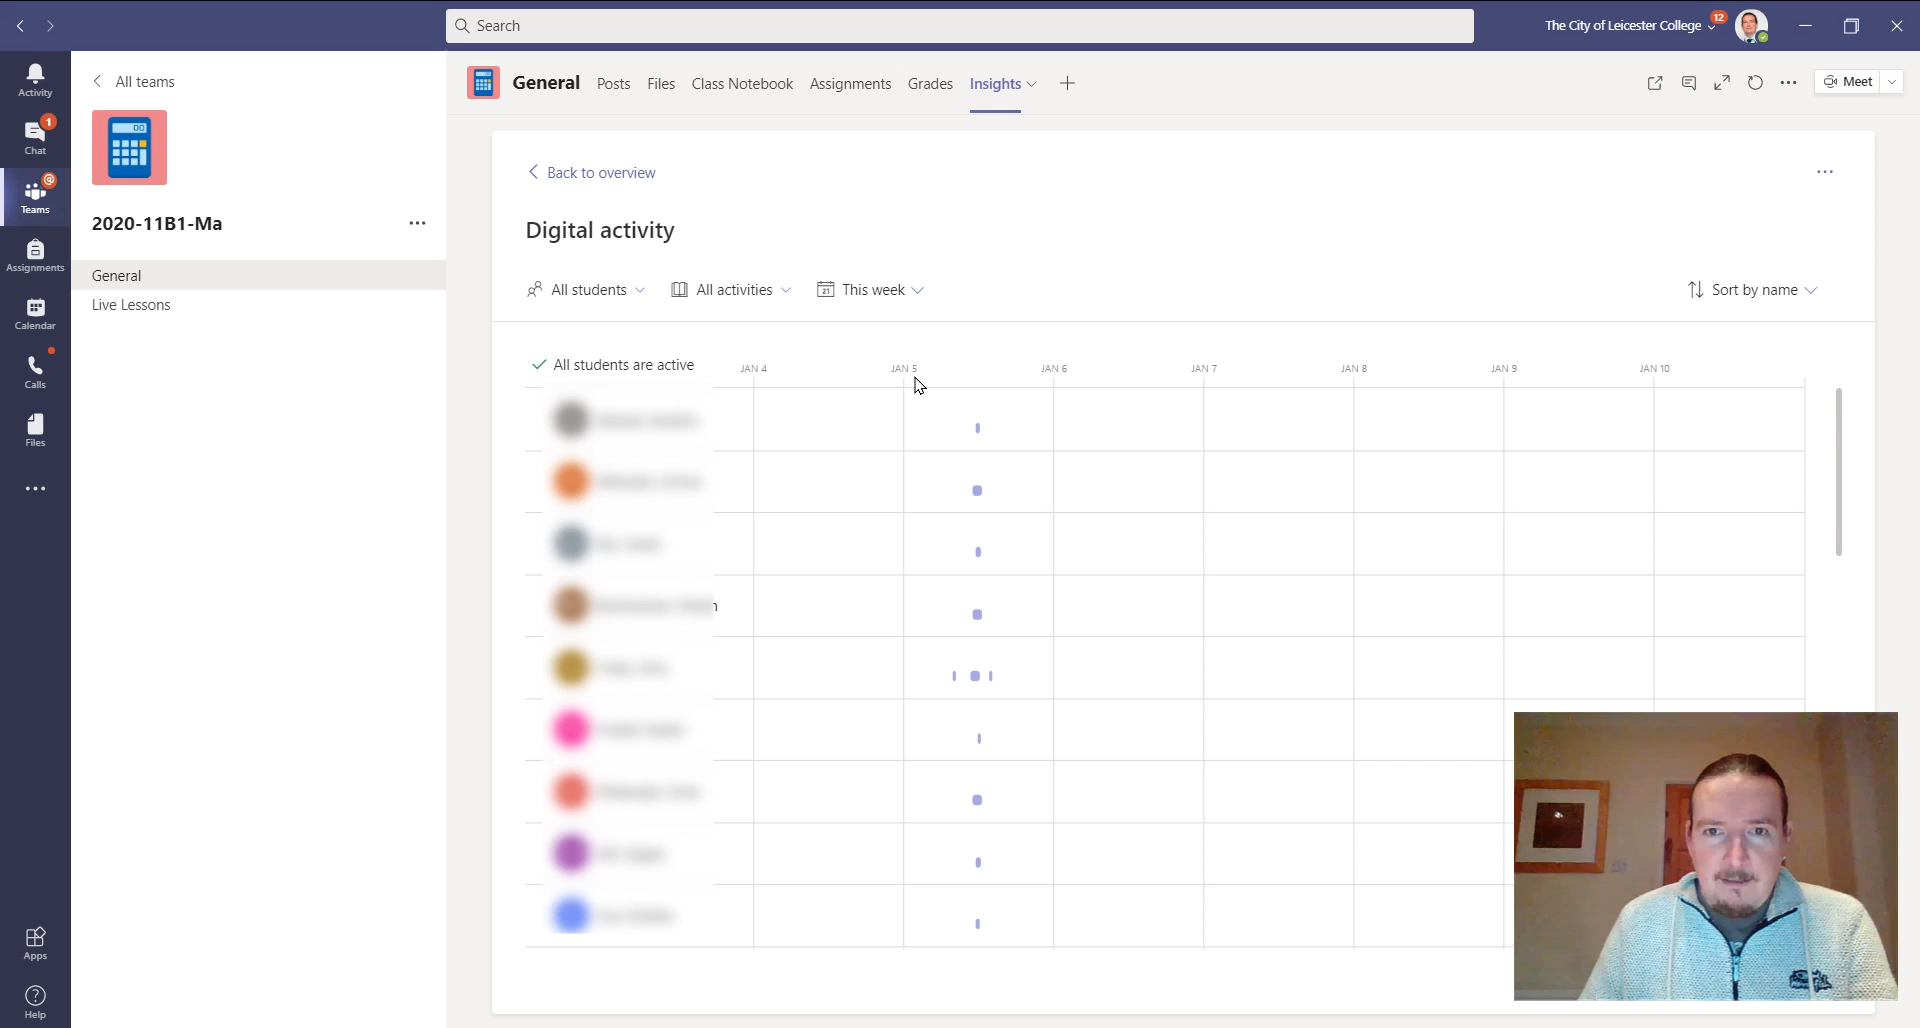 Search
The City of Leicester College
12
Activity
Chat
1
Teams
@
Assignments
Calendar
Calls
Files
Apps
Help
All teams
2020-11B1-Ma
General
Live Lessons
General Posts Files Class Notebook Assignments Grades Insights
Meet
Back to overview
Digital activity
All students All activities 21 This week Sort by name
All students are active JAN 4 JAN 5 JAN 6 JAN 7 JAN 8 JAN 9 JAN 10